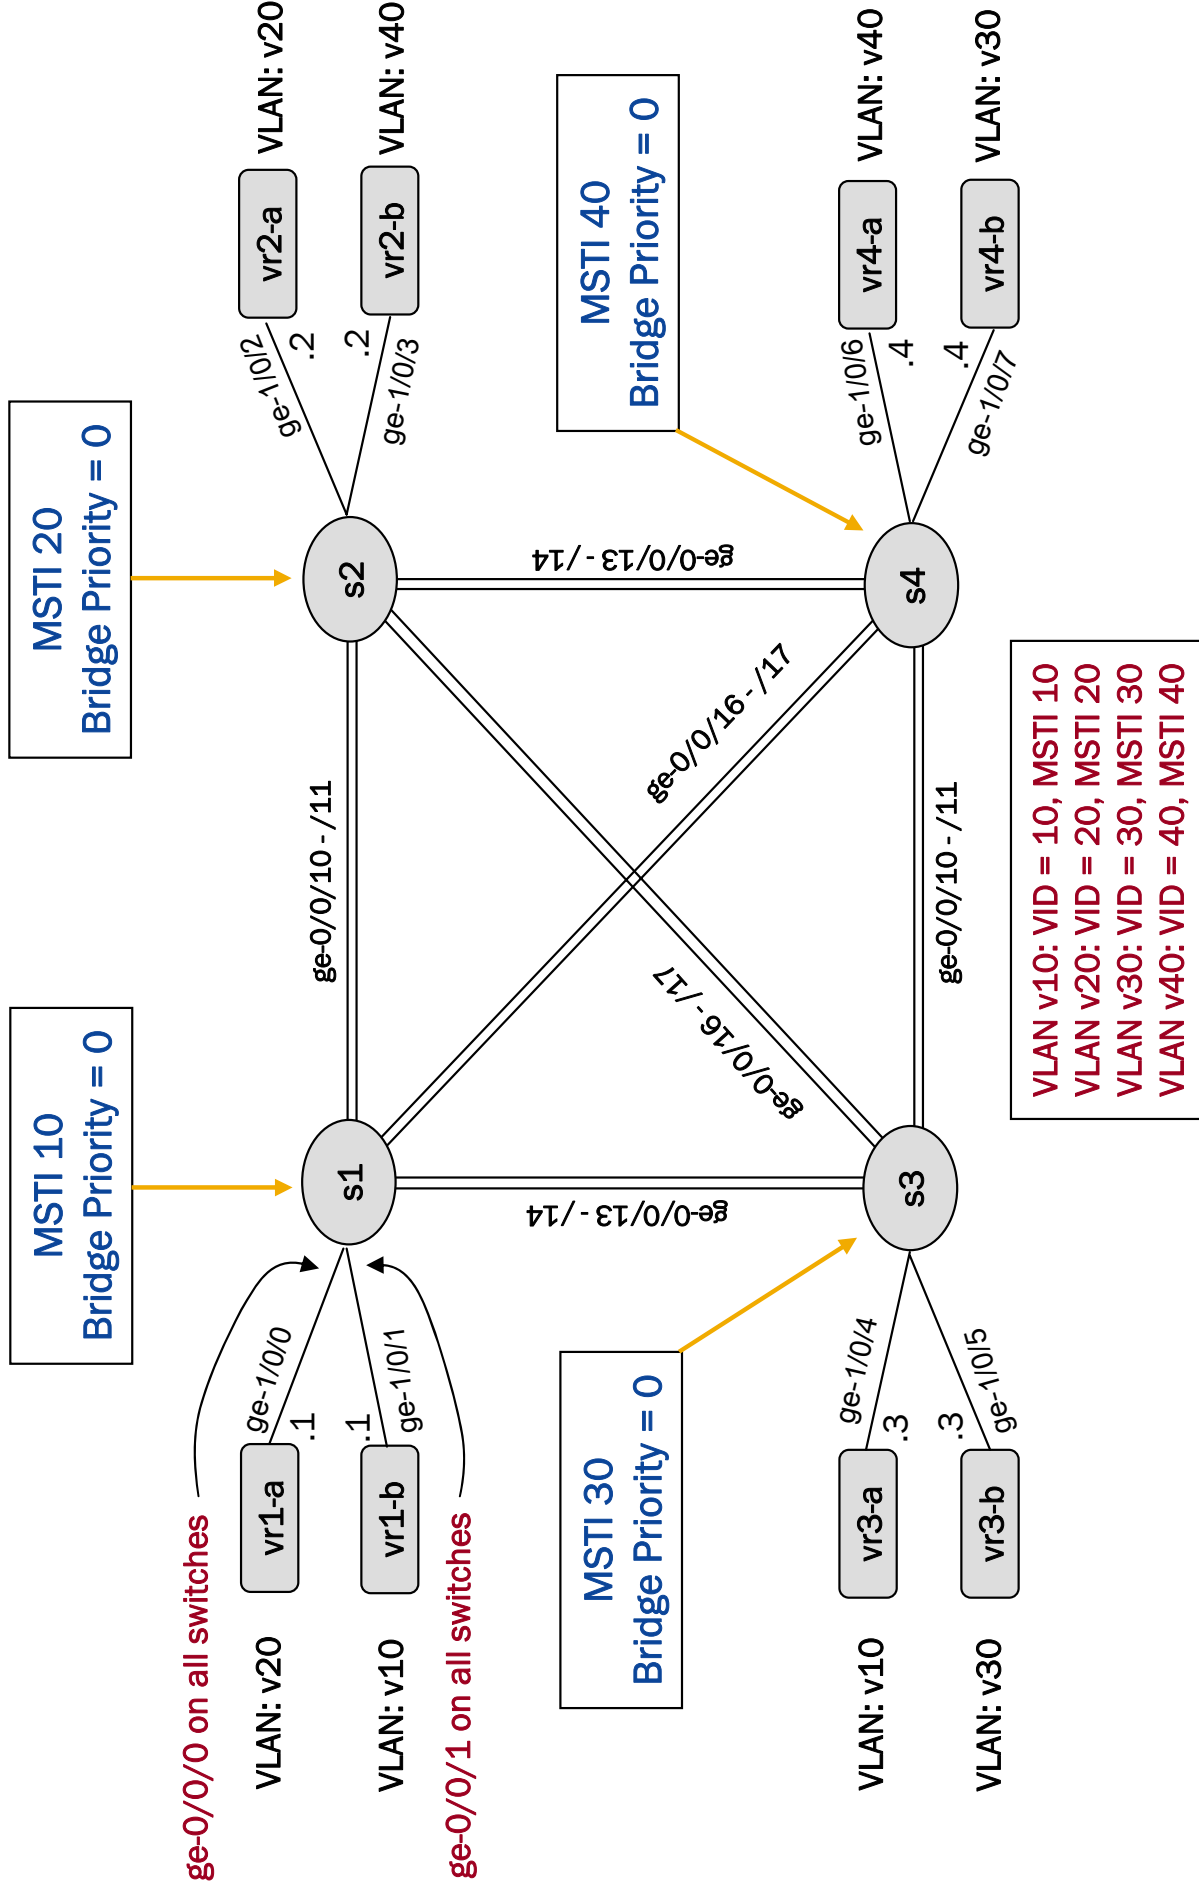 MSTI 10
Bridge Priority = 0
MSTI 20
Bridge Priority = 0
ge-0/0/0 on all switches
VLAN: v20
vr1-a
ge-1/0/0
.1
VLAN: v10
vr1-b
.1
ge-1/0/1
ge-0/0/1 on all switches
s1
ge-0/0/10 - /11
s2
ge-1/0/2
.2
vr2-a
VLAN: v20
.2
ge-1/0/3
vr2-b
VLAN: v40
ge-0/0/13 - /14
ge-0/0/16 - /17
ge-0/0/16 - /17
ge-0/0/13 - /14
MSTI 30
Bridge Priority = 0
MSTI 40
Bridge Priority = 0
VLAN: v10
vr3-a
ge-1/0/4
.3
VLAN: v30
vr3-b
.3
ge-1/0/5
s3
ge-0/0/10 - /11
s4
ge-1/0/6
.4
vr4-a
VLAN: v40
.4
ge-1/0/7
vr4-b
VLAN: v30
VLAN v10: VID = 10, MSTI 10
VLAN v20: VID = 20, MSTI 20
VLAN v30: VID = 30, MSTI 30
VLAN v40: VID = 40, MSTI 40